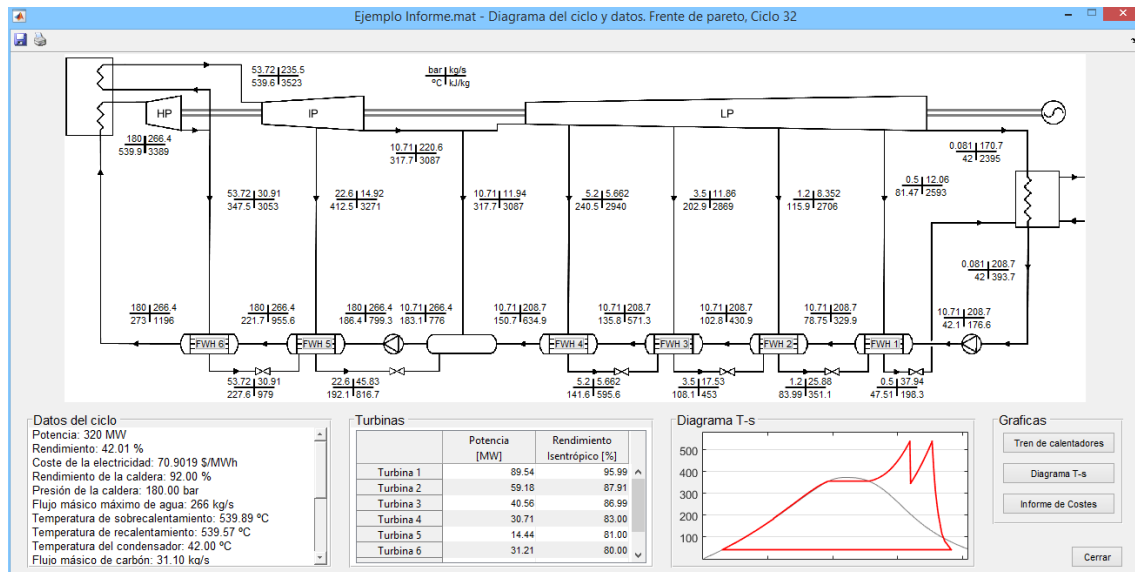 Ejemplo Informe.mat - Diagrama del ciclo y datos. Frente de pareto, Ciclo 32
53.72 235.5
539.6 3523
bar kg/s
ºC kJ/kg
HP
IP
LP
180 266.4
539.9 3389
10.71 220.6
317.7 3087
0.081 170.7
42 2395
53.72 30.91
347.5 3053
22.6 14.92
412.5 3271
10.71 11.94
317.7 3087
5.2 5.662
240.5 2940
3.5 11.86
202.9 2869
1.2 8.352
115.9 2706
0.5 12.06
81.47 2593
0.081 208.7
42 393.7
180 266.4
273 1196
180 266.4
221.7 955.6
180 266.4
186.4 799.3
10.71 266.4
183.1 776
10.71 208.7
150.7 634.9
10.71 208.7
135.8 571.3
10.71 208.7
102.8 430.9
10.71 208.7
78.75 329.9
10.71 208.7
42.1 176.6
FWH 6
FWH 5
FWH 4
FWH 3
FWH 2
FWH 1
53.72 30.91
227.6 979
22.6 45.83
192.1 816.7
5.2 5.662
141.6 595.6
3.5 17.53
108.1 453
1.2 25.88
83.99 351.1
0.5 37.94
47.51 198.3
Datos del ciclo
Potencia: 320 MW
Rendimiento: 42.01 %
Coste de la electricidad: 70.9019 $/MWh
Rendimiento de la caldera: 92.00 %
Presión de la caldera: 180.00 bar
Flujo másico máximo de agua: 266 kg/s
Temperatura de sobrecalentamiento: 539.89 ºC
Temperatura de recalentamiento: 539.57 ºC
Temperatura del condensador: 42.00 ºC
Flujo másico de carbón: 31.10 kg/s
Turbinas
Potencia [MW] Rendimiento Isentrópico [%]
Turbina 1 89.54 95.99
Turbina 2 59.18 87.91
Turbina 3 40.56 86.99
Turbina 4 30.71 83.00
Turbina 5 14.44 81.00
Turbina 6 31.21 80.00
Diagrama T-s
500
400
300
200
100
Graficas
Tren de calentadores
Diagrama T-s
Informe de Costes
Cerrar